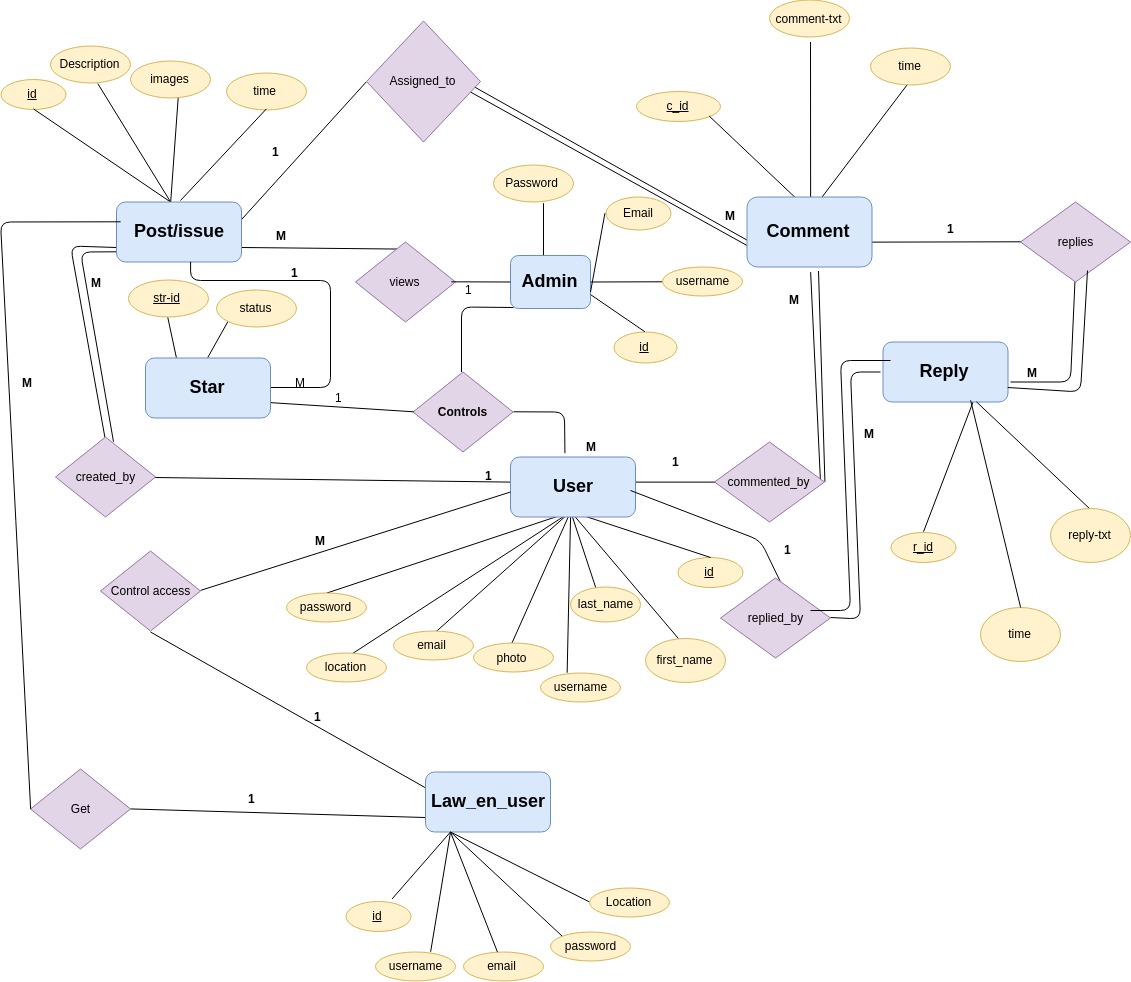 comment-txt
Description
images
id
time
Assigned_to
time
c_id
1
Password
Email
M
Post/issue
M
Comment
1
replies
1
M
views
1
Admin
username
str-id
status
M
id
M
Star
M
1
Controls
Reply
M
M
M
created_by
1
User
1
commented_by
Control access
M
password
location
email
photo
username
last_name
first_name
id
1
replied_by
r_id
reply-txt
time
1
Get
1
Law_en_user
id
username
email
password
Location